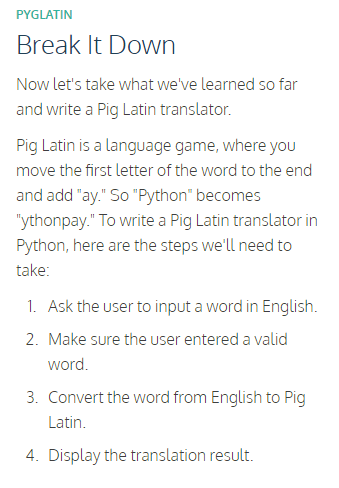 PYGLATIN
Break It Down
Now let's take what we've learned so far
and write a Pig Latin translator.
Pig Latin is a language game, where you
move the first letter of the word to the end
and add "ay." So "Python" becomes
"ythonpay." To write a Pig Latin translator in
Python, here are the steps we'll need to
take:
1. Ask the user to input a word in English.
2. Make sure the user entered a valid
word.
3. Convert the word from English to Pig
Latin.
4. Display the translation result.